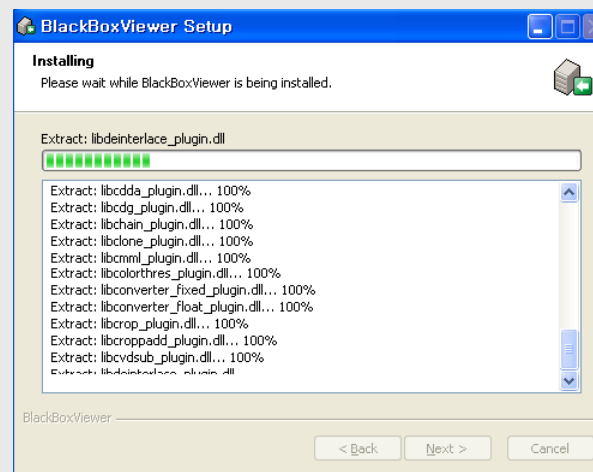 BlackBoxViewer Setup
Installing
Please wait while BlackBoxViewer is being installed.
Extract: libdeinterlace_plugin.dll
Extract: libcdda_plugin.dll... 100%
Extract: libcdg_plugin.dll... 100%
Extract: libchain_plugin.dll... 100%
Extract: libclone_plugin.dll... 100%
Extract: libcmml_plugin.dll... 100%
Extract: libcolorthres_plugin.dll... 100%
Extract: libconverter_fixed_plugin.dll... 100%
Extract: libconverter_float_plugin.dll... 100%
Extract: libcrop_plugin.dll... 100%
Extract: libcroppadd_plugin.dll... 100%
Extract: libcvdsub_plugin.dll... 100%
Extract: libdeinterlace_plugin.dll
BlackBoxViewer
< Back
Next >
Cancel